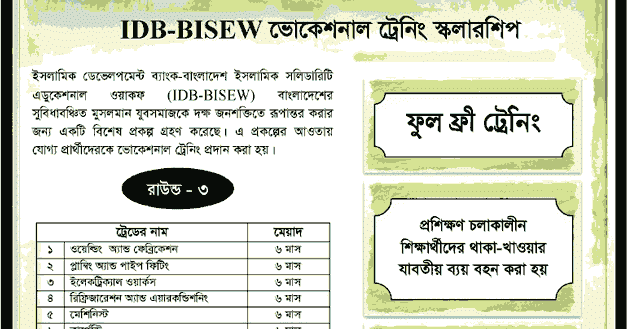 IDB-BISEW ভোকেশনাল ট্রেনিং স্কলারশিপ
ইসলামিক ডেভেলপমেন্ট ব্যাংক-বাংলাদেশ ইসলামিক সলিডারিটি
এডুকেশনাল ওয়াকফ (IDB-BISEW) বাংলাদেশের
সুবিধাবঞ্চিত মুসলমান যুবসমাজকে দক্ষ জনশক্তিতে রূপান্তর করার
জন্য একটি বিশেষ প্রকল্প গ্রহণ করেছে। এ প্রকল্পের আওতায়
যোগ্য প্রার্থীদেরকে ভোকেশনাল ট্রেনিং প্রদান করা হয়।
রাউন্ড - ৩
ট্রেডের নাম মেয়াদ
১ ওয়েল্ডিং অ্যান্ড ফেব্রিকেশন ৬ মাস
২ প্লাম্বিং অ্যান্ড পাইপ ফিটিং ৬ মাস
৩ ইলেকট্রিক্যাল ওয়ার্কস ৬ মাস
৪ রিফ্রিজারেশন অ্যান্ড এয়ারকন্ডিশনিং ৬ মাস
৫ মেশিনিস্ট ৬ মাস
ফুল ফ্রী ট্রেনিং
প্রশিক্ষণ চলাকালীন
শিক্ষার্থীদের থাকা-খাওয়ার
যাবতীয় ব্যয় বহন করা হয়